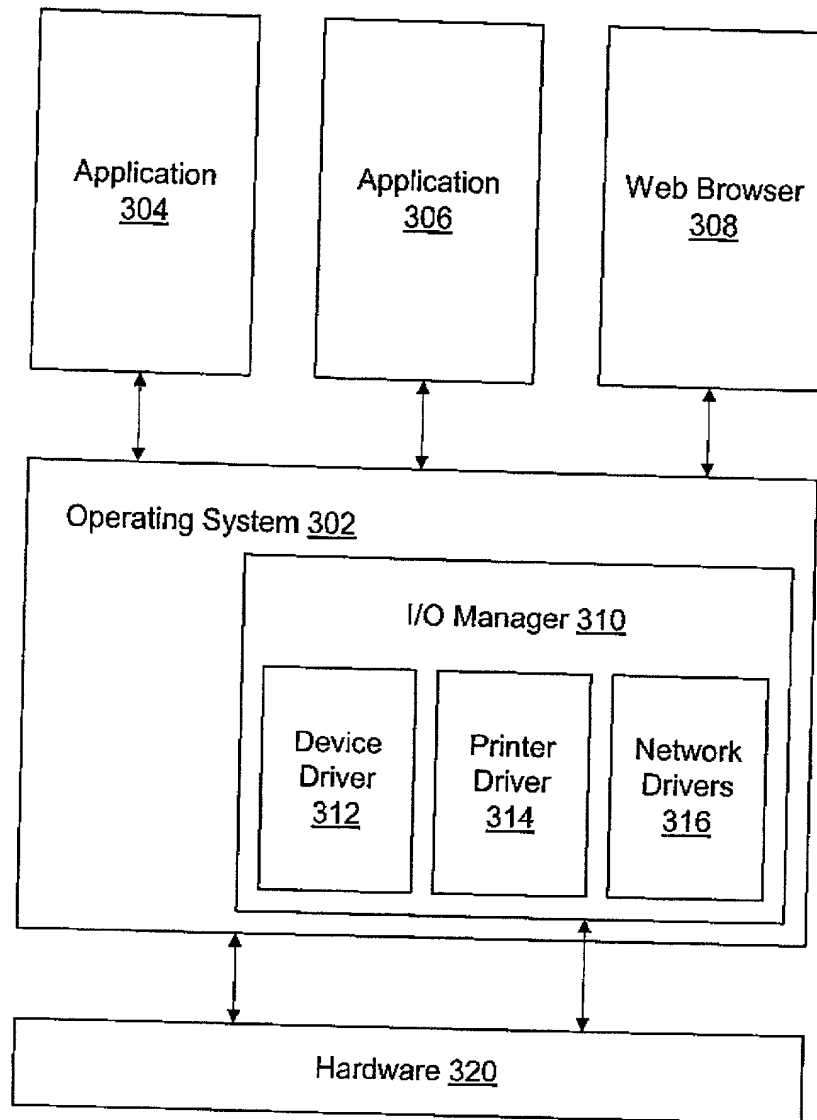 Application
304
Application
306
Web Browser
308
Operating System 302
I/O Manager 310
Device
Driver
312
Printer
Driver
314
Network
Drivers
316
Hardware 320